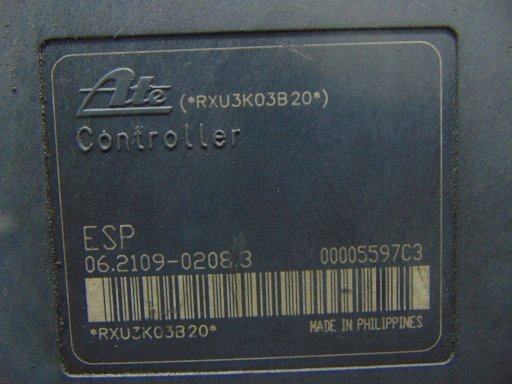 Ate (*RXU3K03B20*)
Controller
ESP
06.2109-0208.3 00005597C3
*RXU3K03B20* MADE IN PHILIPPINES